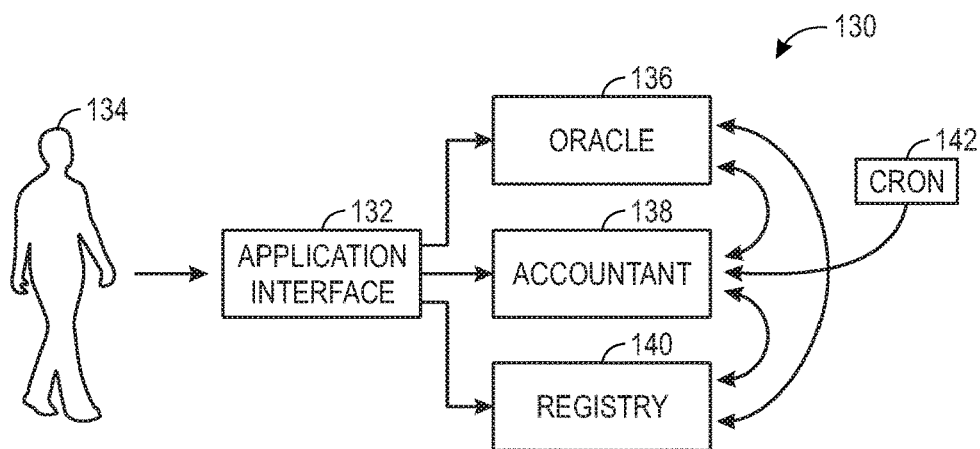 130
134
136
ORACLE
142
CRON
132
APPLICATION
INTERFACE
138
ACCOUNTANT
140
REGISTRY